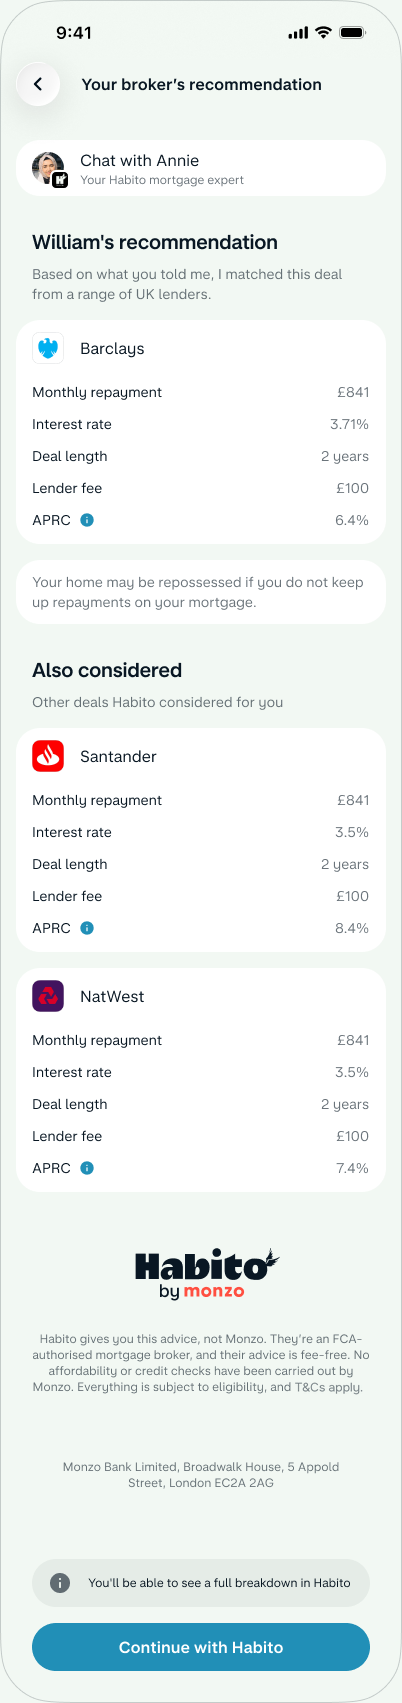 9:41
Your broker's recommendation
Chat with Annie
Your Habito mortgage expert
William's recommendation
Based on what you told me, I matched this deal
from a range of UK lenders.
Barclays
Monthly repayment £841
Interest rate 3.71%
Deal length 2 years
Lender fee £100
APRC 6.4%
Your home may be repossessed if you do not keep
up repayments on your mortgage.
Also considered
Other deals Habito considered for you
Santander
Monthly repayment £841
Interest rate 3.5%
Deal length 2 years
Lender fee £100
APRC 8.4%
NatWest
Monthly repayment £841
Interest rate 3.5%
Deal length 2 years
Lender fee £100
APRC 7.4%
Habito
by monzo
Habito gives you this advice, not Monzo. They're an FCA-
authorised mortgage broker, and their advice is fee-free. No
affordability or credit checks have been carried out by
Monzo. Everything is subject to eligibility, and T&Cs apply.
Monzo Bank Limited, Broadwalk House, 5 Appold
Street, London EC2A 2AG
You'll be able to see a full breakdown in Habito
Continue with Habito